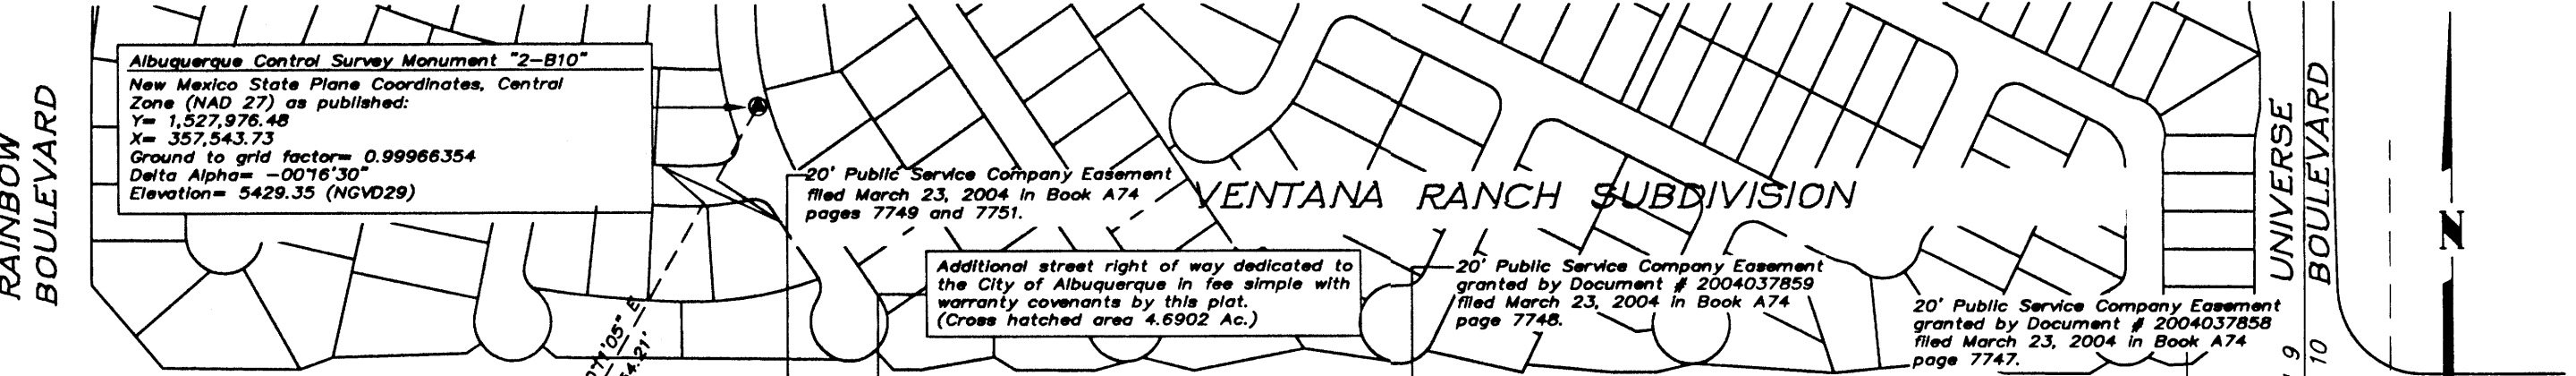 RAINBOW
BOULEVARD
Albuquerque Control Survey Monument "2-B10"
New Mexico State Plane Coordinates, Central
Zone (NAD 27) as published:
Y= 1,527,976.48
X= 357,543.73
Ground to grid factor= 0.99966354
Delta Alpha= -00°16'30"
Elevation= 5429.35 (NGVD29)
20' Public Service Company Easement
filed March 23, 2004 in Book A74
pages 7749 and 7751.
VENTANA RANCH SUBDIVISION
Additional street right of way dedicated to
the City of Albuquerque in fee simple with
warranty covenants by this plat.
(Cross hatched area 4.6902 Ac.)
20' Public Service Company Easement
granted by Document # 2004037859
filed March 23, 2004 in Book A74
page 7748.
20' Public Service Company Easement
granted by Document # 2004037858
filed March 23, 2004 in Book A74
page 7747.
UNIVERSE
BOULEVARD
9
10
N